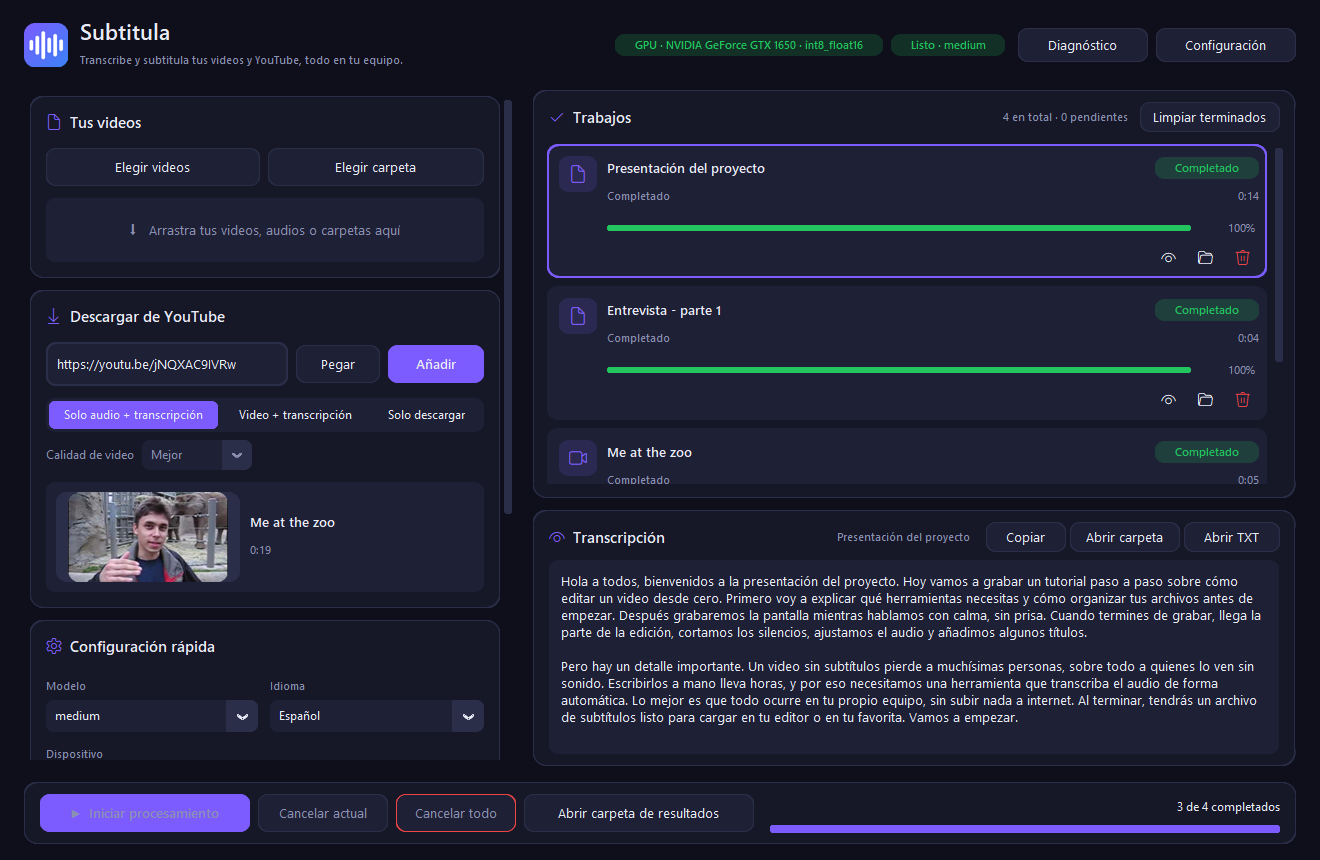 Subtitula
Transcribe y subtitula tus videos y YouTube, todo en tu equipo.
GPU · NVIDIA GeForce GTX 1650 · int8_float16
Listo · medium
Diagnóstico
Configuración
Tus videos
Elegir videos
Elegir carpeta
Arrastra tus videos, audios o carpetas aquí
Descargar de YouTube
https://youtu.be/jNQXAC9IVRw
Pegar
Añadir
Solo audio + transcripción
Video + transcripción
Solo descargar
Calidad de video
Mejor
Me at the zoo
0:19
Configuración rápida
Modelo
Idioma
medium
Español
Dispositivo
Trabajos
4 en total · 0 pendientes
Limpiar terminados
Presentación del proyecto
Completado
Completado
0:14
100%
Entrevista - parte 1
Completado
Completado
0:04
100%
Me at the zoo
Completado
Completado
0:05
Transcripción
Presentación del proyecto
Copiar
Abrir carpeta
Abrir TXT
Hola a todos, bienvenidos a la presentación del proyecto. Hoy vamos a grabar un tutorial paso a paso sobre cómo
editar un video desde cero. Primero voy a explicar qué herramientas necesitas y cómo organizar tus archivos antes de
empezar. Después grabaremos la pantalla mientras hablamos con calma, sin prisa. Cuando termines de grabar, llega la
parte de la edición, cortamos los silencios, ajustamos el audio y añadimos algunos títulos.
Pero hay un detalle importante. Un video sin subtítulos pierde a muchísimas personas, sobre todo a quienes lo ven sin
sonido. Escribirlos a mano lleva horas, y por eso necesitamos una herramienta que transcriba el audio de forma
automática. Lo mejor es que todo ocurre en tu propio equipo, sin subir nada a internet. Al terminar, tendrás un archivo
de subtítulos listo para cargar en tu editor o en tu favorita. Vamos a empezar.
Iniciar procesamiento
Cancelar actual
Cancelar todo
Abrir carpeta de resultados
3 de 4 completados